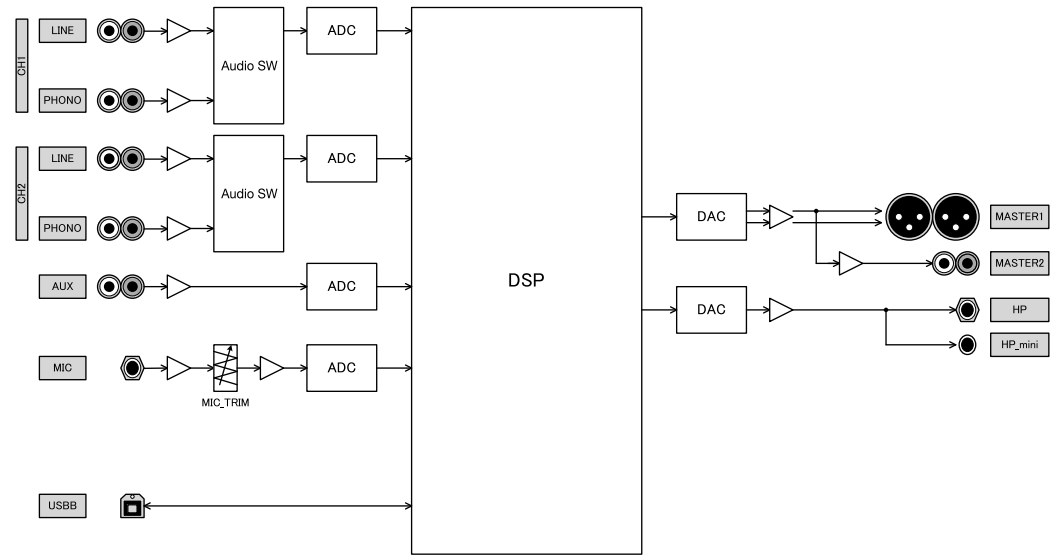 CH1
LINE
Audio SW
ADC
PHONO
CH2
LINE
Audio SW
ADC
PHONO
AUX
ADC
MIC
MIC_TRIM
ADC
USBB
DSP
DAC
MASTER1
MASTER2
DAC
HP
HP_mini